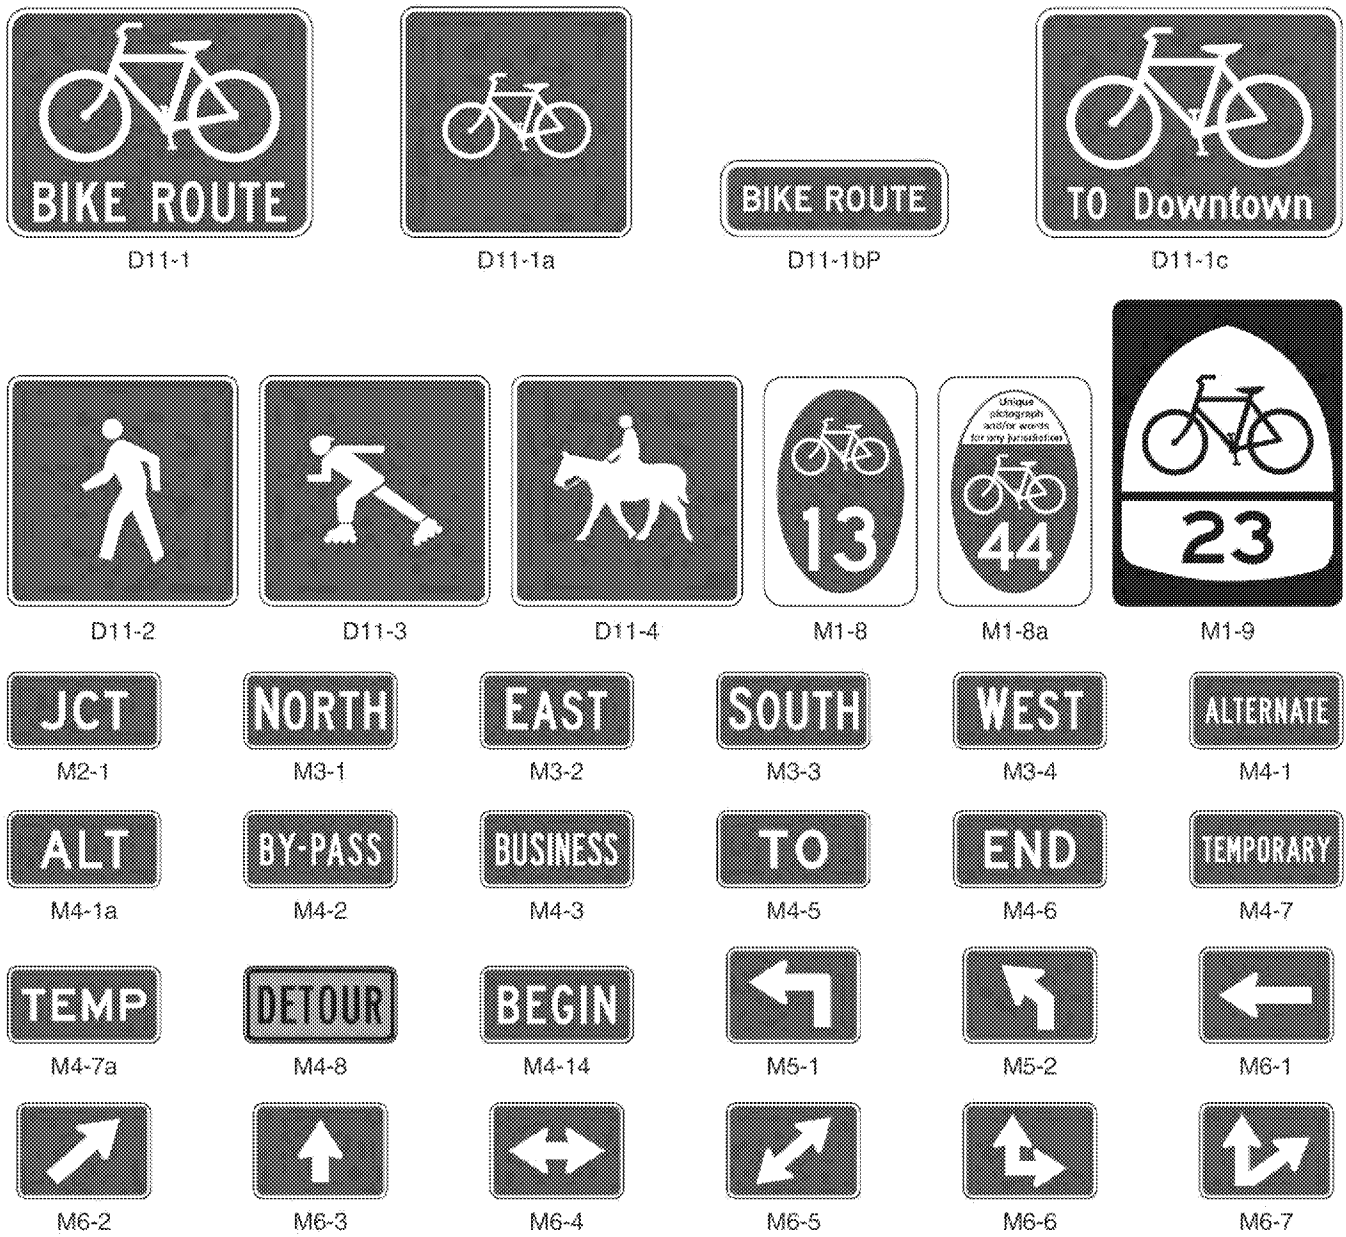 BIKE ROUTE
BIKE ROUTE
TO Downtown
D11-1
D11-1a
D11-1bP
D11-1c
Unique
pictograph
and/or words
for any jurisdiction
13
44
23
D11-2
D11-3
D11-4
M1-8
M1-8a
M1-9
JCT
NORTH
EAST
SOUTH
WEST
ALTERNATE
M2-1
M3-1
M3-2
M3-3
M3-4
M4-1
ALT
BY-PASS
BUSINESS
TO
END
TEMPORARY
M4-1a
M4-2
M4-3
M4-5
M4-6
M4-7
TEMP
DETOUR
BEGIN
M4-7a
M4-8
M4-14
M5-1
M5-2
M6-1
M6-2
M6-3
M6-4
M6-5
M6-6
M6-7